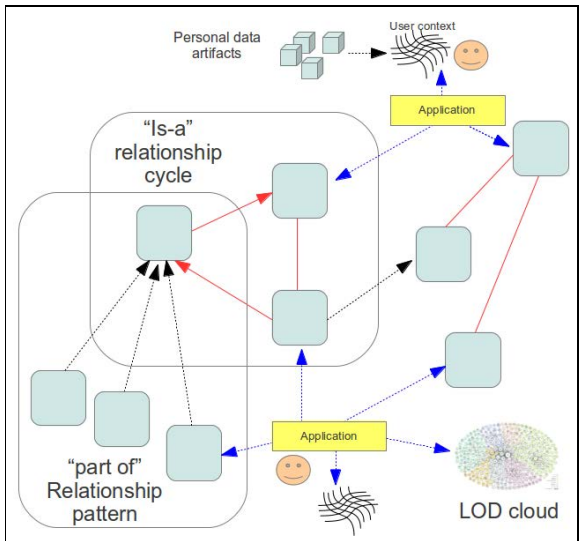 Personal data
artifacts
User context
Application
“Is-a”
relationship
cycle
Application
“part of”
Relationship
pattern
LOD cloud